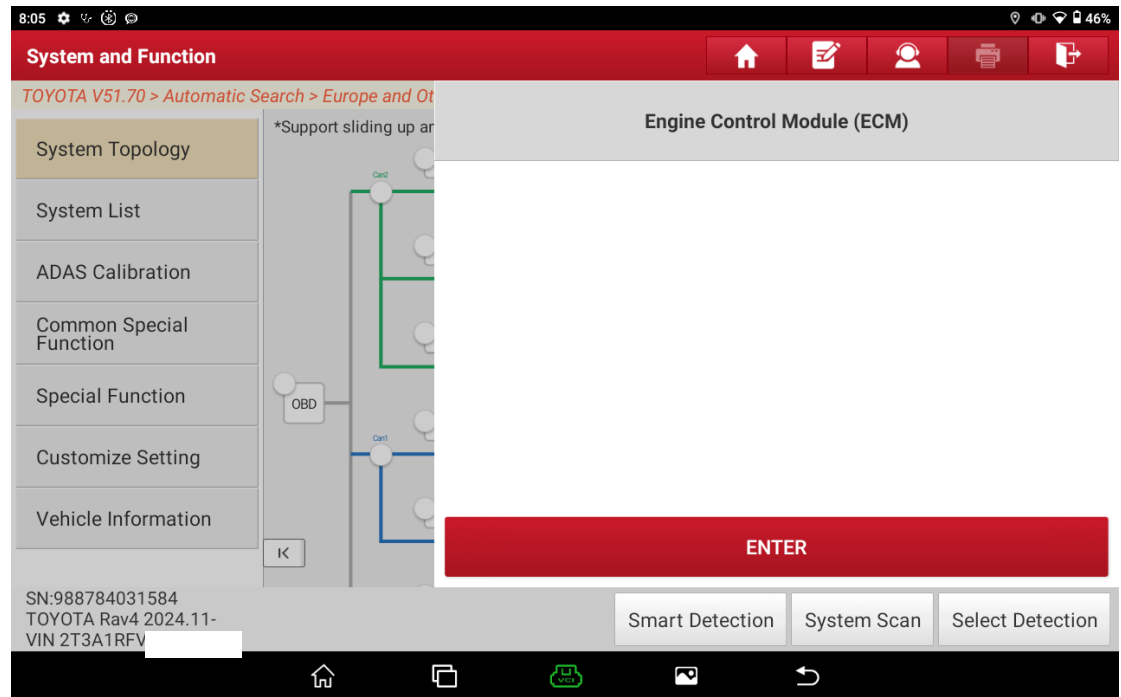 8:05
46%
System and Function
TOYOTA V51.70 > Automatic Search > Europe and Ot
Engine Control Module (ECM)
*Support sliding up ar
System Topology
System List
ADAS Calibration
Common Special
Function
Special Function
Customize Setting
Vehicle Information
Can2
OBD
Can1
ENTER
SN:988784031584
TOYOTA Rav4 2024.11-
VIN 2T3A1RFV
Smart Detection
System Scan
Select Detection
VCI